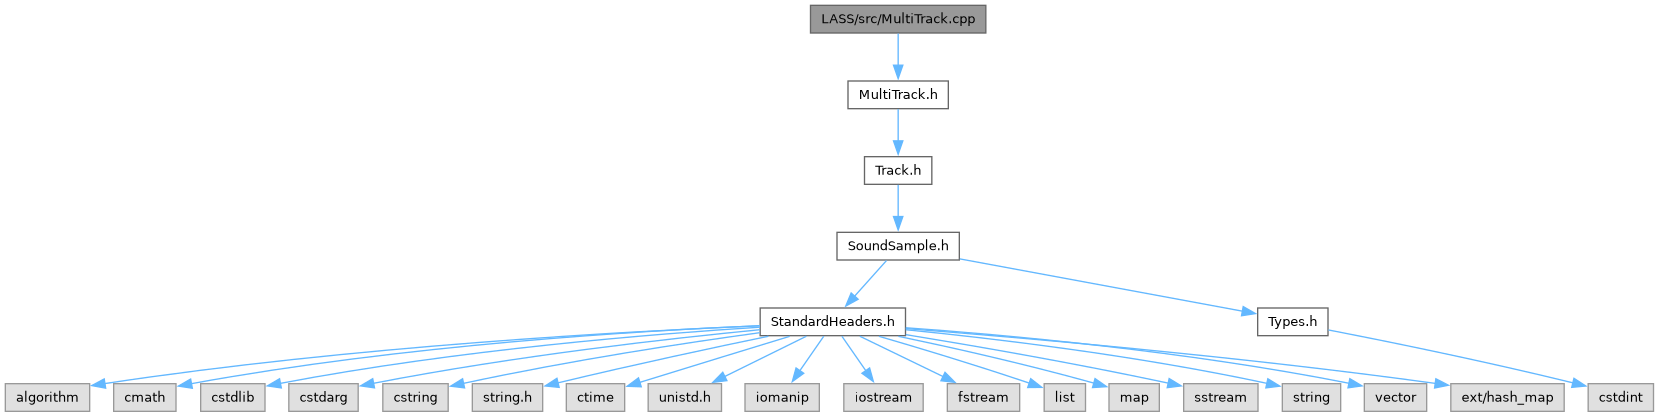 LASS/src/MultiTrack.cpp
MultiTrack.h
Track.h
SoundSample.h
StandardHeaders.h
Types.h
algorithm
cmath
cstdlib
cstdarg
cstring
string.h
ctime
unistd.h
iomanip
iostream
fstream
list
map
sstream
string
vector
ext/hash_map
cstdint